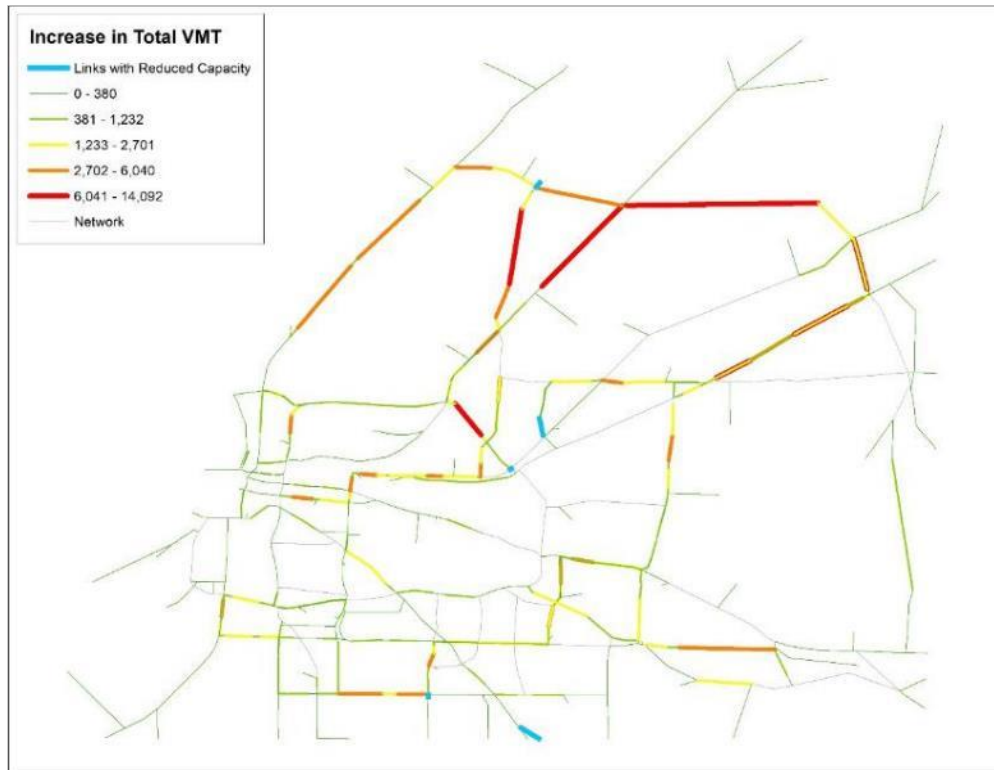 Increase in Total VMT
Links with Reduced Capacity
0 - 380
381 - 1,232
1,233 - 2,701
2,702 - 6,040
6,041 - 14,092
Network